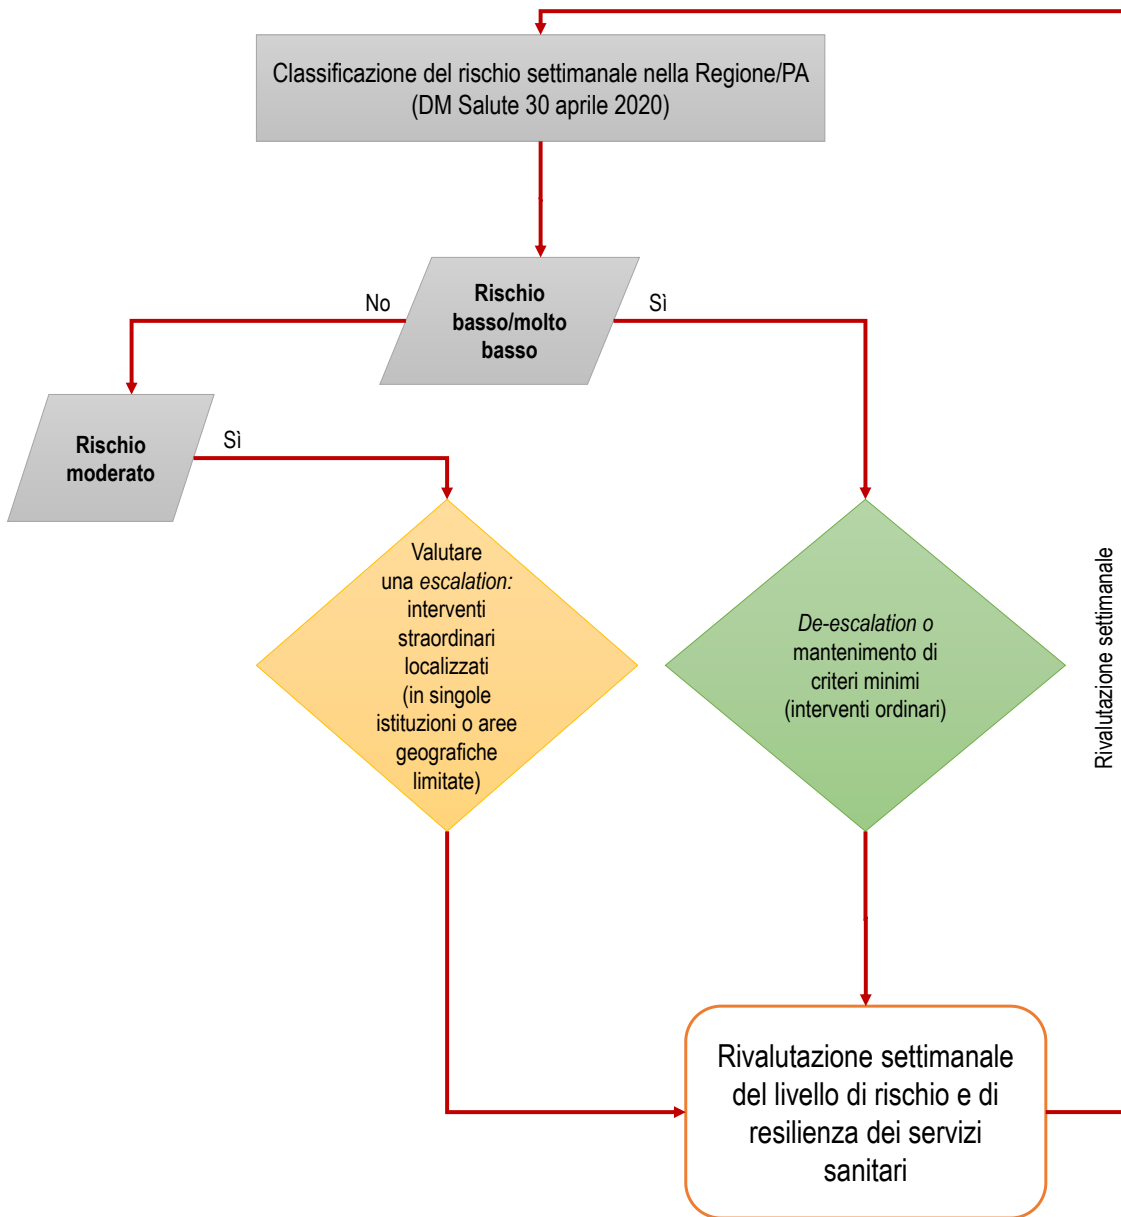 Classificazione del rischio settimanale nella Regione/PA
(DM Salute 30 aprile 2020)
No
Rischio
basso/molto
basso
Sì
Rischio
moderato
Sì
Valutare
una escalation:
interventi
straordinari
localizzati
(in singole
istituzioni o aree
geografiche
limitate)
De-escalation o
mantenimento di
criteri minimi
(interventi ordinari)
Rivalutazione settimanale
Rivalutazione settimanale
del livello di rischio e di
resilienza dei servizi
sanitari